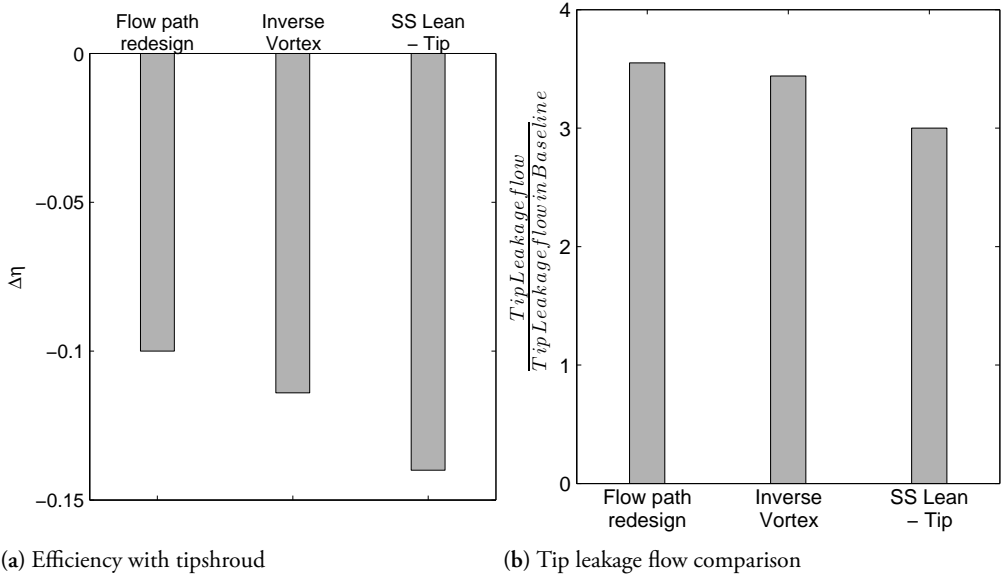 Flow path
redesign
Inverse
Vortex
SS Lean
– Tip
0
−0.05
−0.1
−0.15
Δη
(a) Efficiency with tipshroud
4
3
2
1
0
TipLeakageflow
TipLeakageflowinBaseline
Flow path
redesign
Inverse
Vortex
SS Lean
– Tip
(b) Tip leakage flow comparison